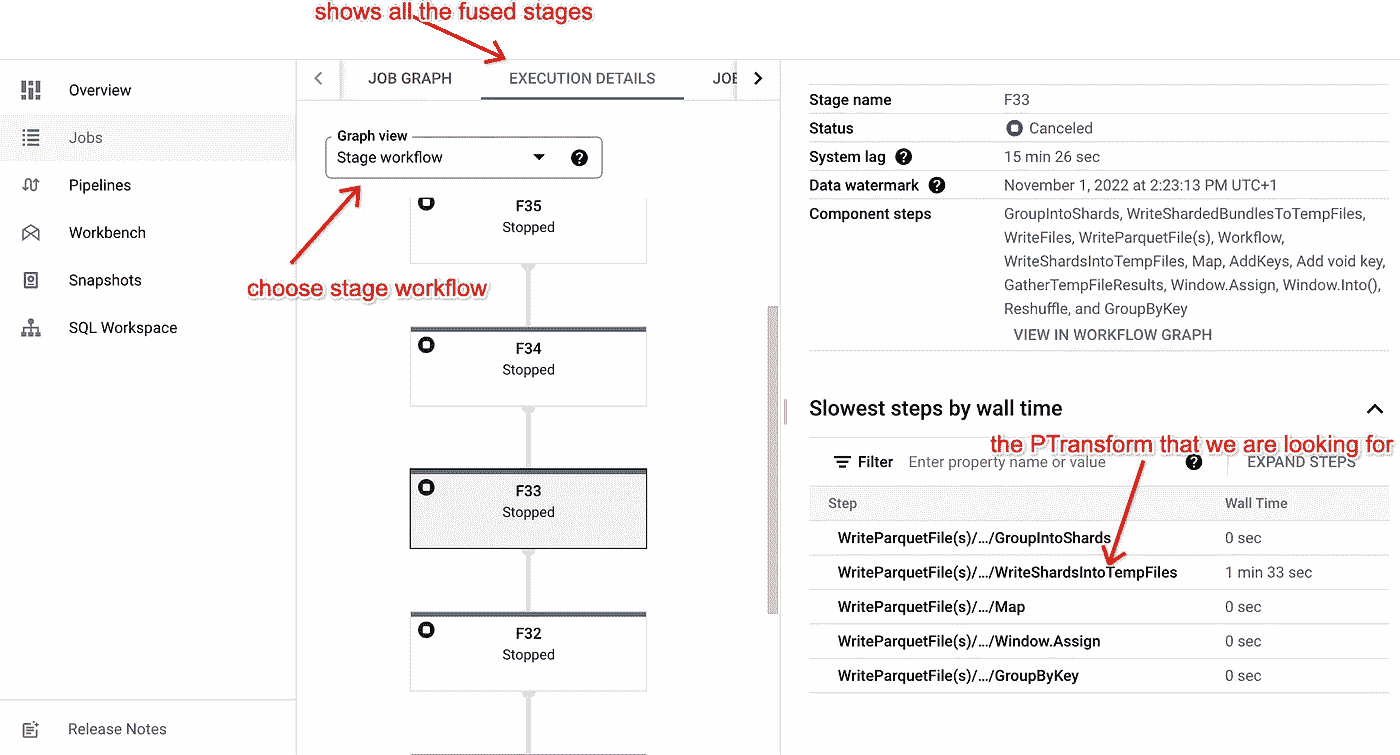 shows all the fused stages
Overview
Jobs
Pipelines
Workbench
Snapshots
SQL Workspace
Release Notes
JOB GRAPH
EXECUTION DETAILS
Graph view
Stage workflow
choose stage workflow
F35
Stopped
F34
Stopped
F33
Stopped
F32
Stopped
Stage name F33
Status Canceled
System lag 15 min 26 sec
Data watermark November 1, 2022 at 2:23:13 PM UTC+1
Component steps GroupIntoShards, WriteShardedBundlesToTempFiles,
WriteFiles, WriteParquetFile(s), Workflow,
WriteShardsIntoTempFiles, Map, AddKeys, Add void key,
GatherTempFileResults, Window.Assign, Window.Into(),
Reshuffle, and GroupByKey
VIEW IN WORKFLOW GRAPH
Slowest steps by wall time
the PTransform that we are looking for
Filter Enter property name or value EXPAND STEPS
Step Wall Time
WriteParquetFile(s)/.../GroupIntoShards 0 sec
WriteParquetFile(s)/.../WriteShardsIntoTempFiles 1 min 33 sec
WriteParquetFile(s)/.../Map 0 sec
WriteParquetFile(s)/.../Window.Assign 0 sec
WriteParquetFile(s)/.../GroupByKey 0 sec